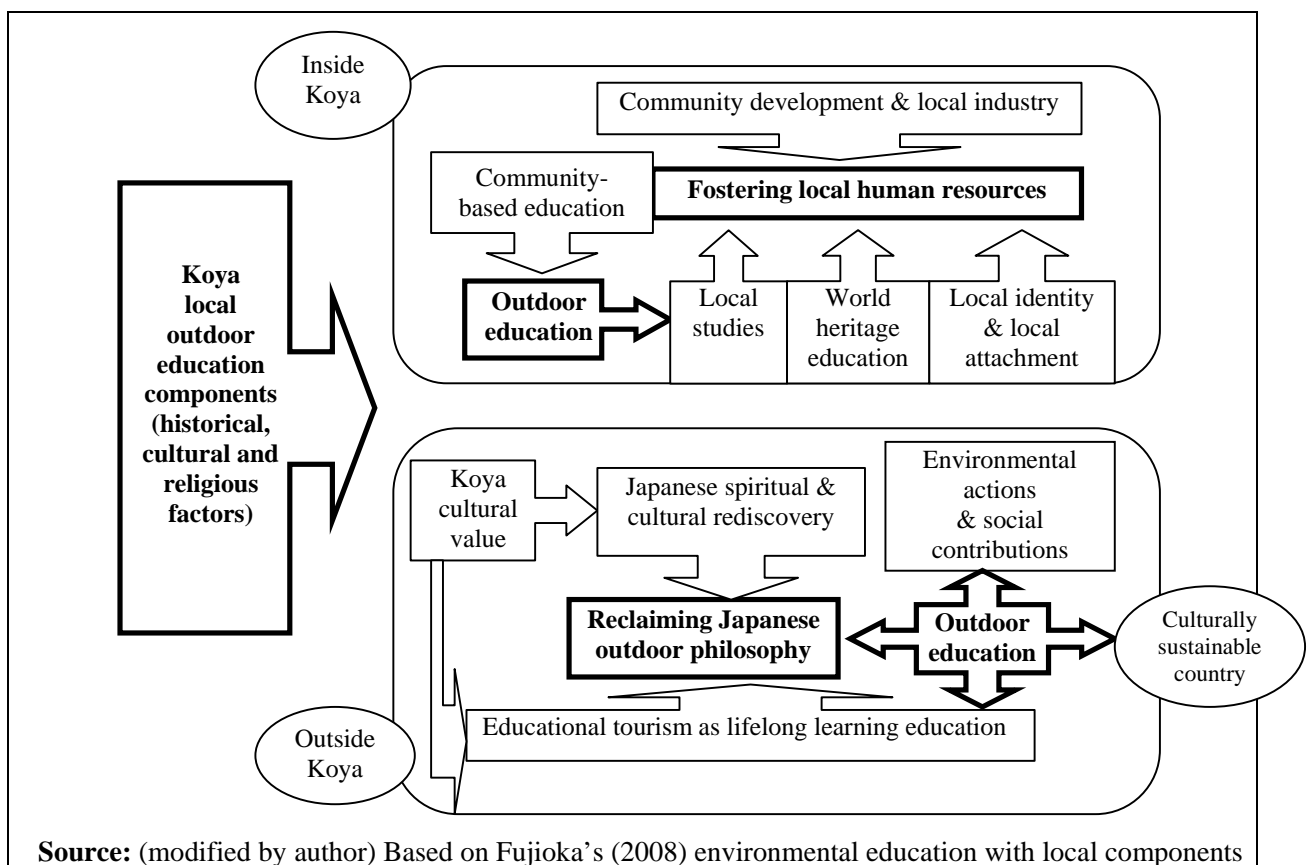 Inside
Koya
Community development & local industry
Community-
based education
Fostering local human resources
Outdoor
education
Local
studies
World
heritage
education
Local identity
& local
attachment
Koya
local
outdoor
education
components
(historical,
cultural and
religious
factors)
Koya
cultural
value
Japanese spiritual &
cultural rediscovery
Environmental
actions
& social
contributions
Reclaiming Japanese
outdoor philosophy
Outdoor
education
Culturally
sustainable
country
Educational tourism as lifelong learning education
Outside
Koya
Source: (modified by author) Based on Fujioka's (2008) environmental education with local components